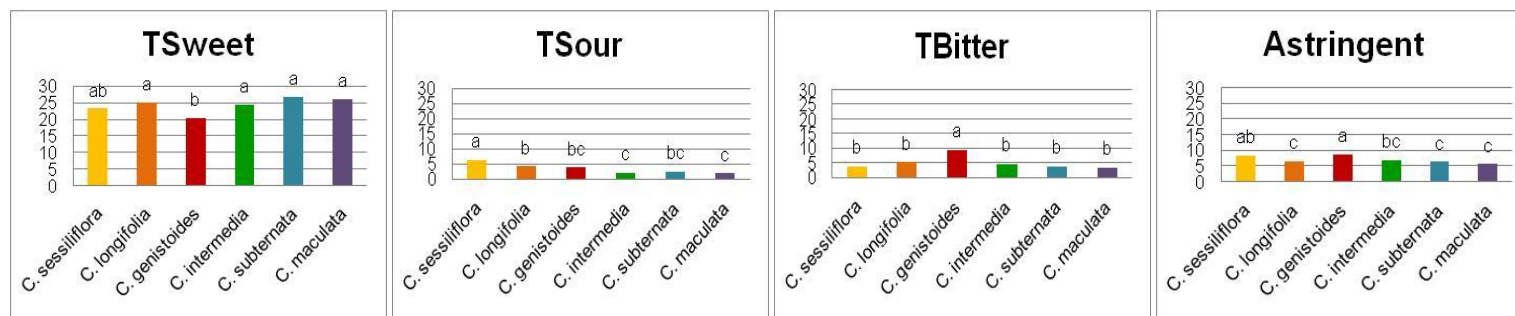 TSweet
30
25
20
15
10
5
0
ab a b a a a
C. sessiliflora
C. longifolia
C. genistoides
C. intermedia
C. subternata
C. maculata
TSour
30
25
20
15
10
5
0
a b bc c bc c
C. sessiliflora
C. longifolia
C. genistoides
C. intermedia
C. subternata
C. maculata
TBitter
30
25
20
15
10
5
0
b b a b b b
C. sessiliflora
C. longifolia
C. genistoides
C. intermedia
C. subternata
C. maculata
Astringent
30
25
20
15
10
5
0
ab c a bc c c
C. sessiliflora
C. longifolia
C. genistoides
C. intermedia
C. subternata
C. maculata